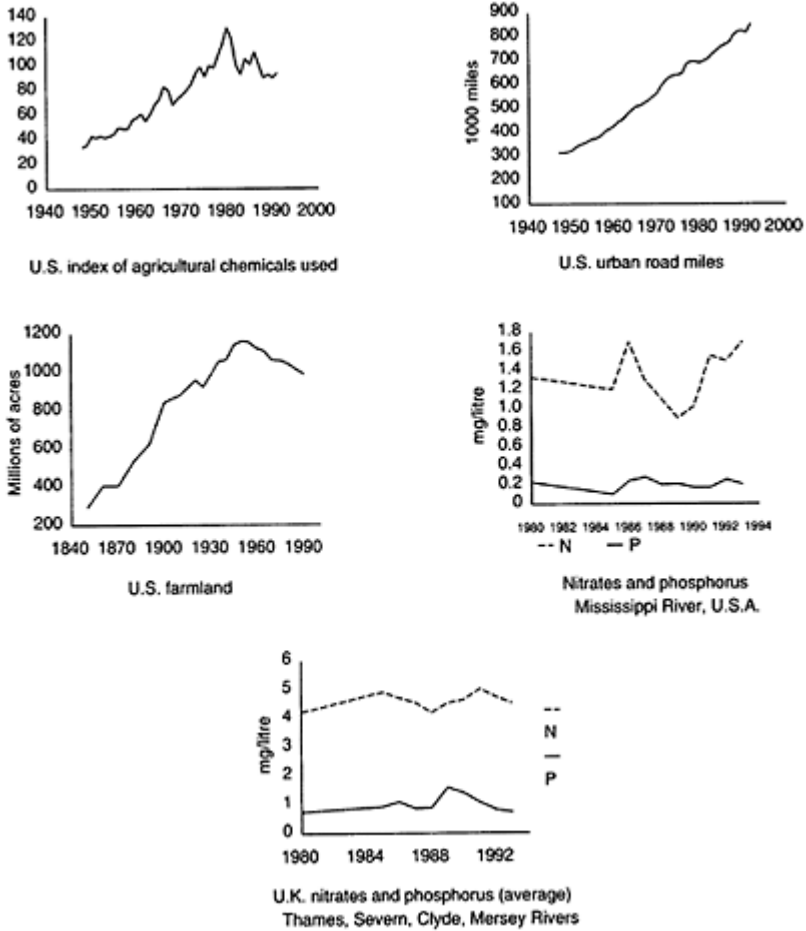 140
120
100
80
60
40
20
0
1940 1950 1960 1970 1980 1990 2000
U.S. index of agricultural chemicals used
1000 miles
900
800
700
600
500
400
300
200
100
1940 1950 1960 1970 1980 1990 2000
U.S. urban road miles
Millions of acres
1200
1000
800
600
400
200
1840 1870 1900 1930 1960 1990
U.S. farmland
mg/litre
1.8
1.6
1.4
1.2
1.0
0.8
0.6
0.4
0.2
0
1980 1982 1984 1986 1988 1990 1992 1994
N P
Nitrates and phosphorus
Mississippi River, U.S.A.
mg/litre
6
5
4
3
2
1
0
1980 1984 1988 1992
N
P
U.K. nitrates and phosphorus (average)
Thames, Severn, Clyde, Mersey Rivers